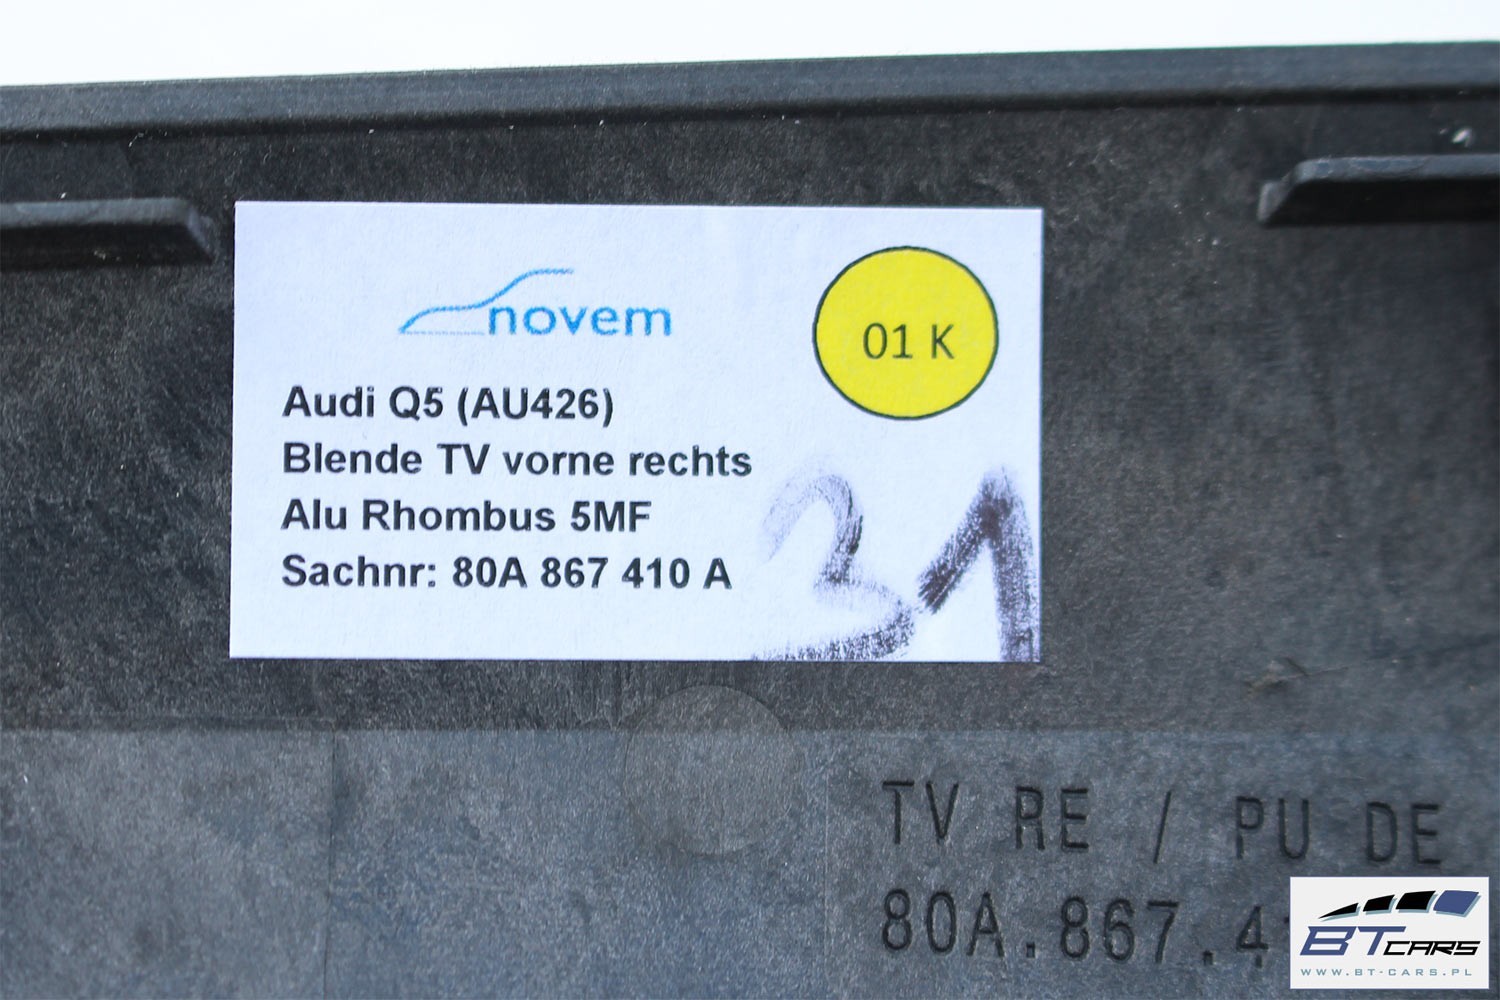 novem
01 K
Audi Q5 (AU426)
Blende TV vorne rechts
Alu Rhombus 5MF
Sachnr: 80A 867 410 A
31
TV RE / PU DE
80A.867.4
BT CARS
WWW.BT-CARS.PL